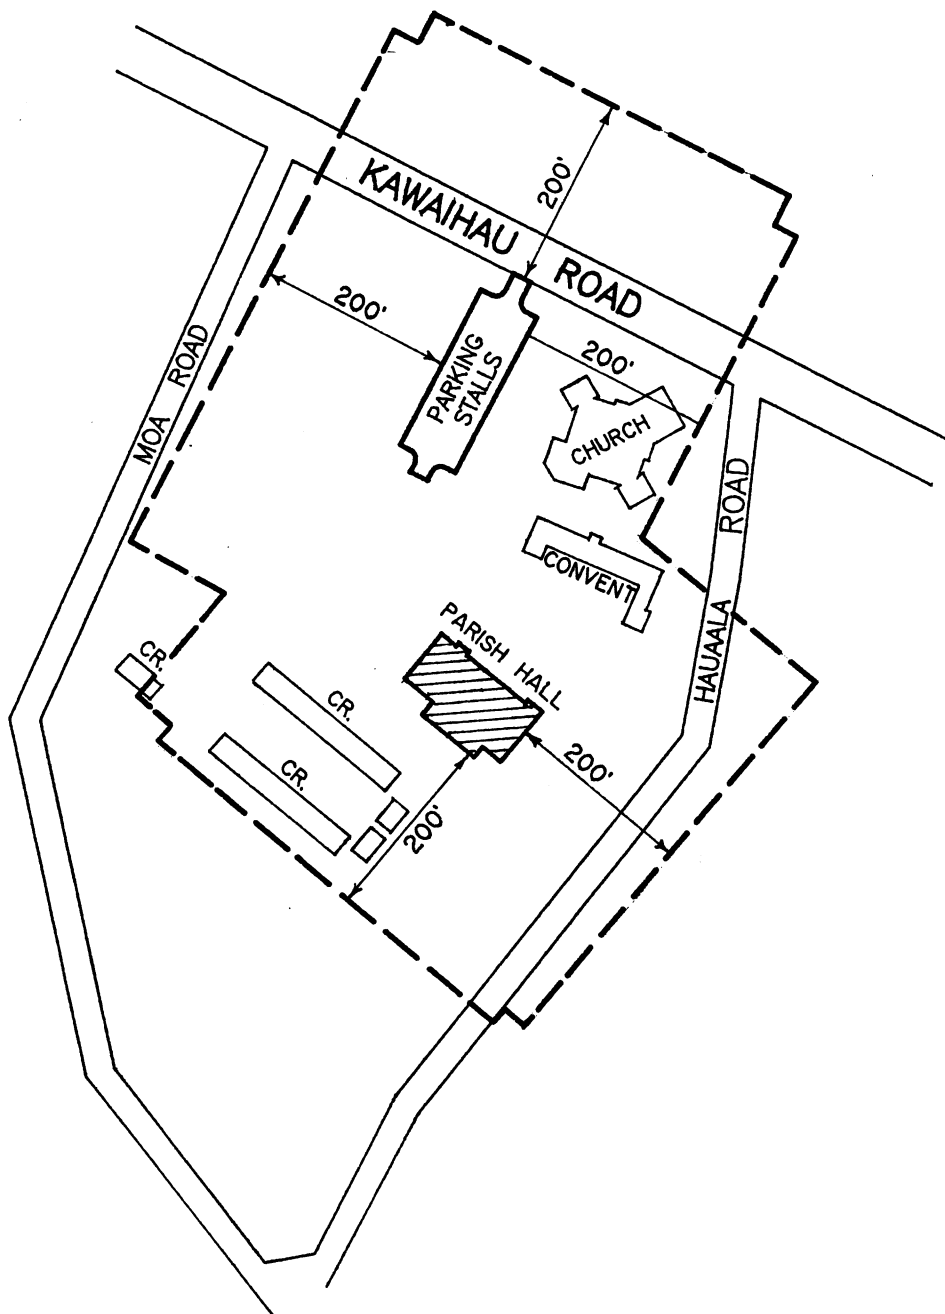 200'
KAWAIHAU ROAD
200'
PARKING
STALLS
200'
CHURCH
MOA ROAD
HAUAALA ROAD
CONVENT
PARISH HALL
CR.
CR.
CR.
200'
200'